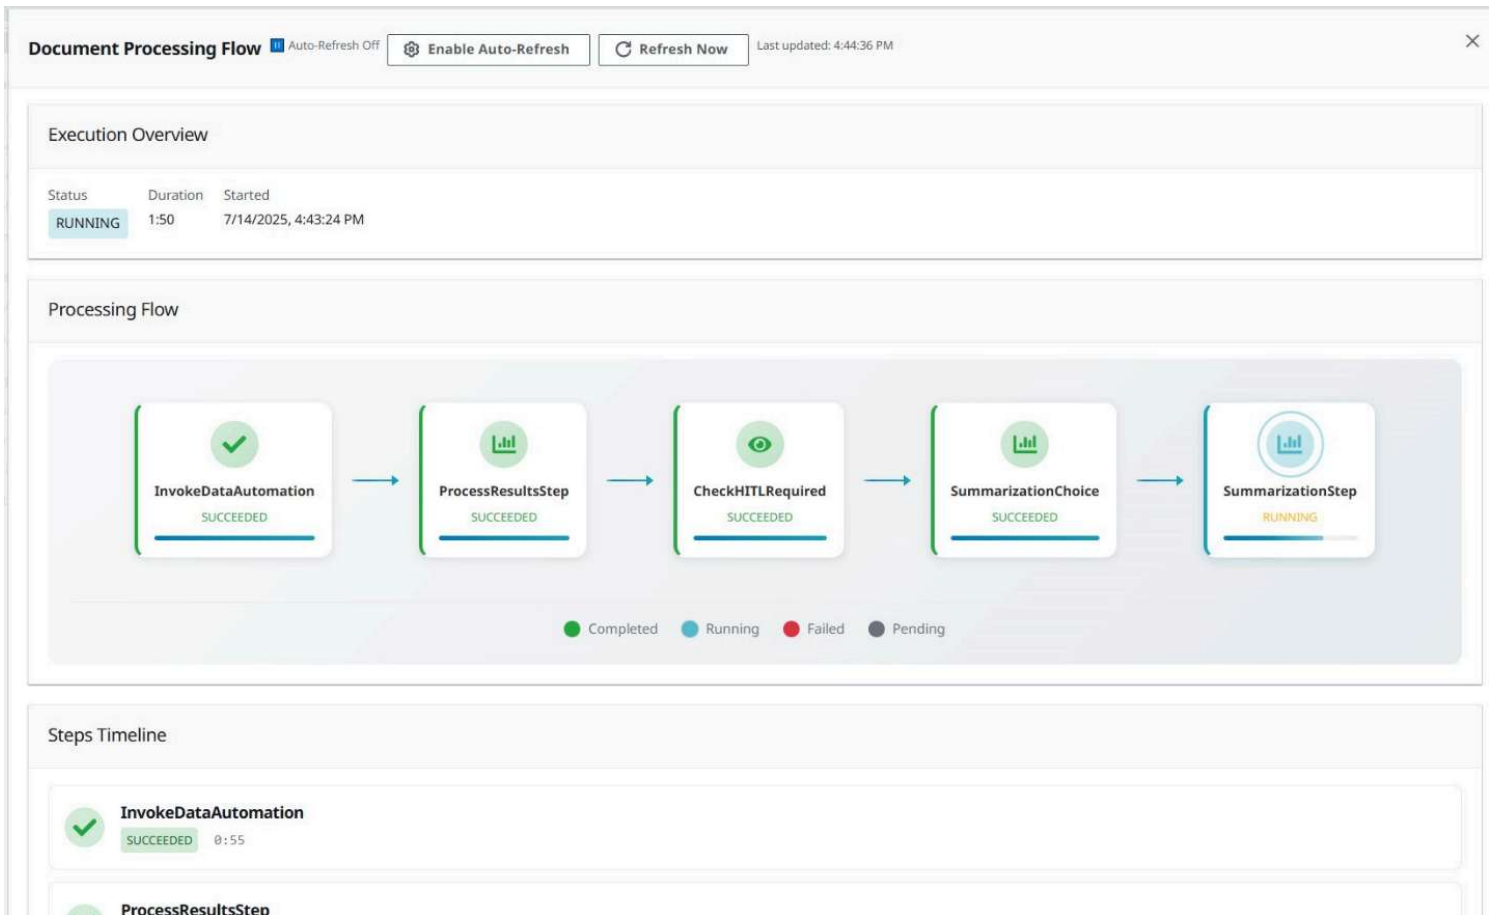 Document Processing Flow Auto-Refresh Off Enable Auto-Refresh Refresh Now Last updated: 4:44:36 PM
Execution Overview
Status Duration Started
RUNNING 1:50 7/14/2025, 4:43:24 PM
Processing Flow
InvokeDataAutomation ProcessResultsStep CheckHITLRequired SummarizationChoice SummarizationStep
SUCCEEDED SUCCEEDED SUCCEEDED SUCCEEDED RUNNING
Completed Running Failed Pending
Steps Timeline
InvokeDataAutomation
SUCCEEDED 0:55
ProcessResultsStep